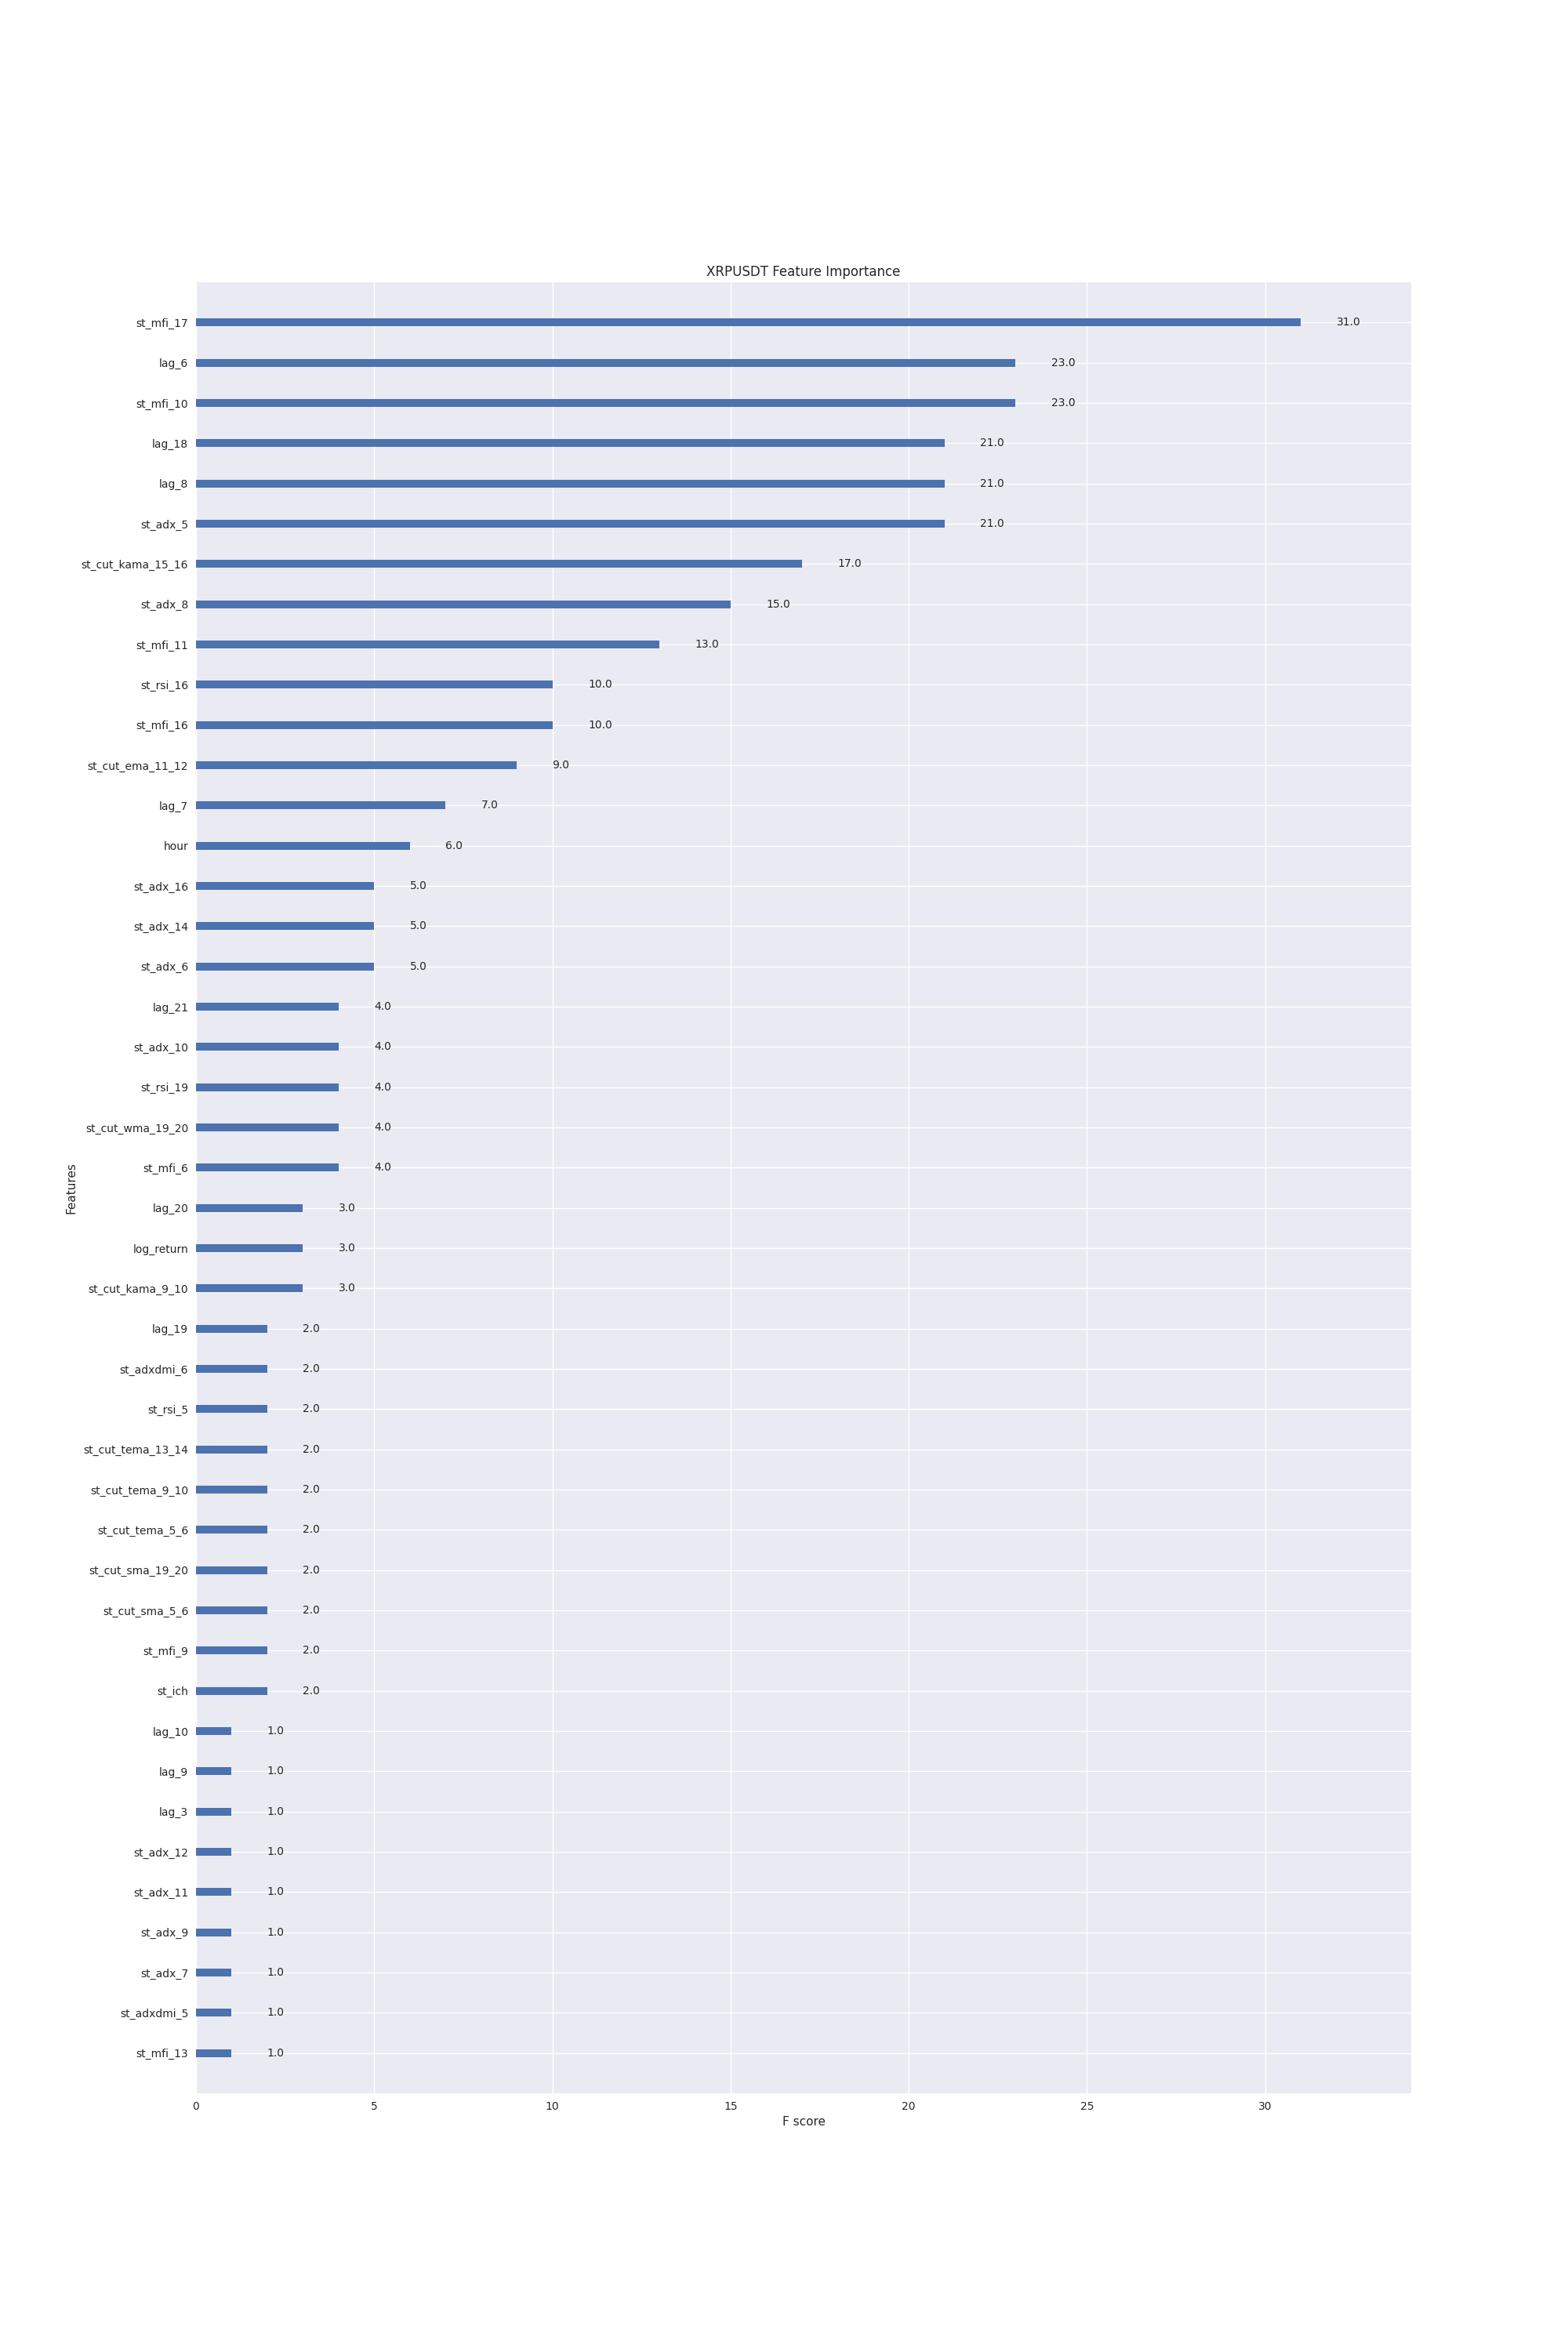 XRPUSDT Feature Importance
st_mfi_17 31.0
lag_6 23.0
st_mfi_10 23.0
lag_18 21.0
lag_8 21.0
st_adx_5 21.0
st_cut_kama_15_16 17.0
st_adx_8 15.0
st_mfi_11 13.0
st_rsi_16 10.0
st_mfi_16 10.0
st_cut_ema_11_12 9.0
lag_7 7.0
hour 6.0
st_adx_16 5.0
st_adx_14 5.0
st_adx_6 5.0
lag_21 4.0
st_adx_10 4.0
st_rsi_19 4.0
st_cut_wma_19_20 4.0
st_mfi_6 4.0
Features
lag_20 3.0
log_return 3.0
st_cut_kama_9_10 3.0
lag_19 2.0
st_adxdmi_6 2.0
st_rsi_5 2.0
st_cut_tema_13_14 2.0
st_cut_tema_9_10 2.0
st_cut_tema_5_6 2.0
st_cut_sma_19_20 2.0
st_cut_sma_5_6 2.0
st_mfi_9 2.0
st_ich 2.0
lag_10 1.0
lag_9 1.0
lag_3 1.0
st_adx_12 1.0
st_adx_11 1.0
st_adx_9 1.0
st_adx_7 1.0
st_adxdmi_5 1.0
st_mfi_13 1.0
0 5 10 15 20 25 30
F score